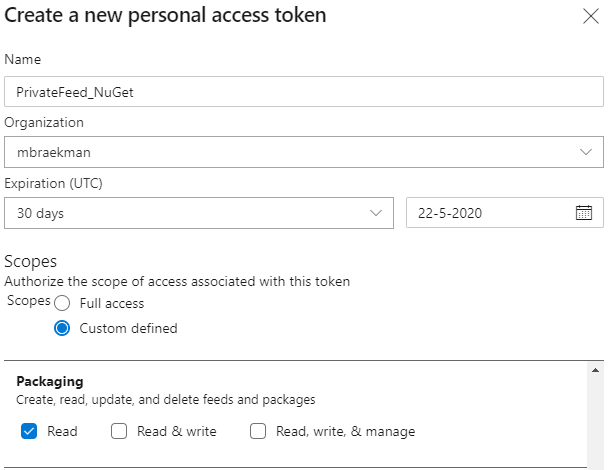 Create a new personal access token
Name
PrivateFeed_NuGet
Organization
mbraekman
Expiration (UTC)
30 days 22-5-2020
Scopes
Authorize the scope of access associated with this token
Scopes Full access
Custom defined
Packaging
Create, read, update, and delete feeds and packages
Read Read & write Read, write, & manage